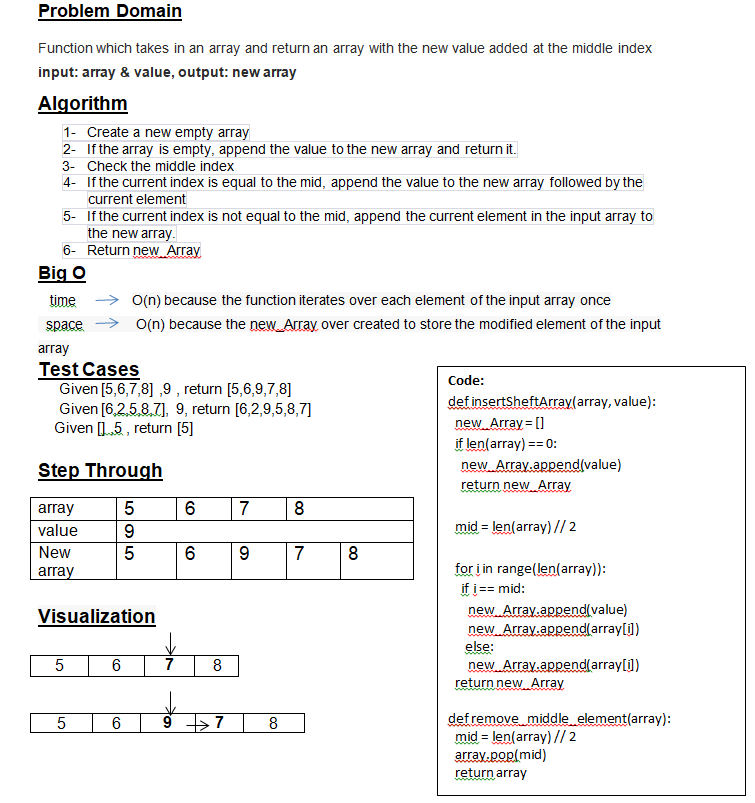 Problem Domain
Function which takes in an array and return an array with the new value added at the middle index
input: array & value, output: new array
Algorithm
1- Create a new empty array
2- If the array is empty, append the value to the new array and return it.
3- Check the middle index
4- If the current index is equal to the mid, append the value to the new array followed by the
current element
5- If the current index is not equal to the mid, append the current element in the input array to
the new array.
6- Return new_Array
Big O
time → O(n) because the function iterates over each element of the input array once
space → O(n) because the new_Array over created to store the modified element of the input
array
Test Cases
Given [5,6,7,8] ,9 , return [5,6,9,7,8]
Given [6,2,5,8,7], 9, return [6,2,9,5,8,7]
Given [] ,5 , return [5]
Step Through
array 5 6 7 8
value 9
New 5 6 9 7 8
array
Visualization
5 6 7 8
5 6 9 → 7 8
Code:
def insertSheftArray(array, value):
new_Array = []
if len(array) == 0:
new_Array.append(value)
return new_Array
mid = len(array) // 2
for i in range(len(array)):
if i == mid:
new_Array.append(value)
new_Array.append(array[i])
else:
new_Array.append(array[i])
return new_Array
def remove_middle_element(array):
mid = len(array) // 2
array.pop(mid)
return array